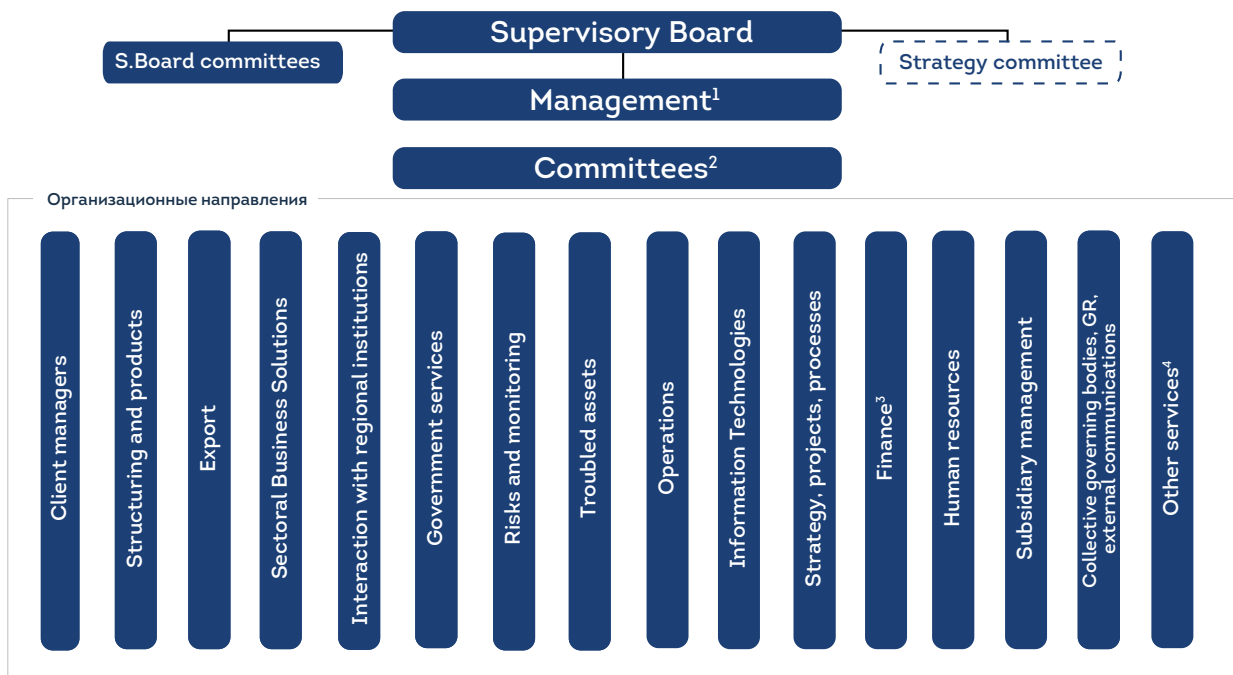 Supervisory Board
S.Board committees
Strategy committee
Management¹
Committees²
Организационные направления
Client managers
Structuring and products
Export
Sectoral Business Solutions
Interaction with regional institutions
Government services
Risks and monitoring
Troubled assets
Operations
Information Technologies
Strategy, projects, processes
Finance³
Human resources
Subsidiary management
Collective governing bodies, GR,
external communications
Other services⁴